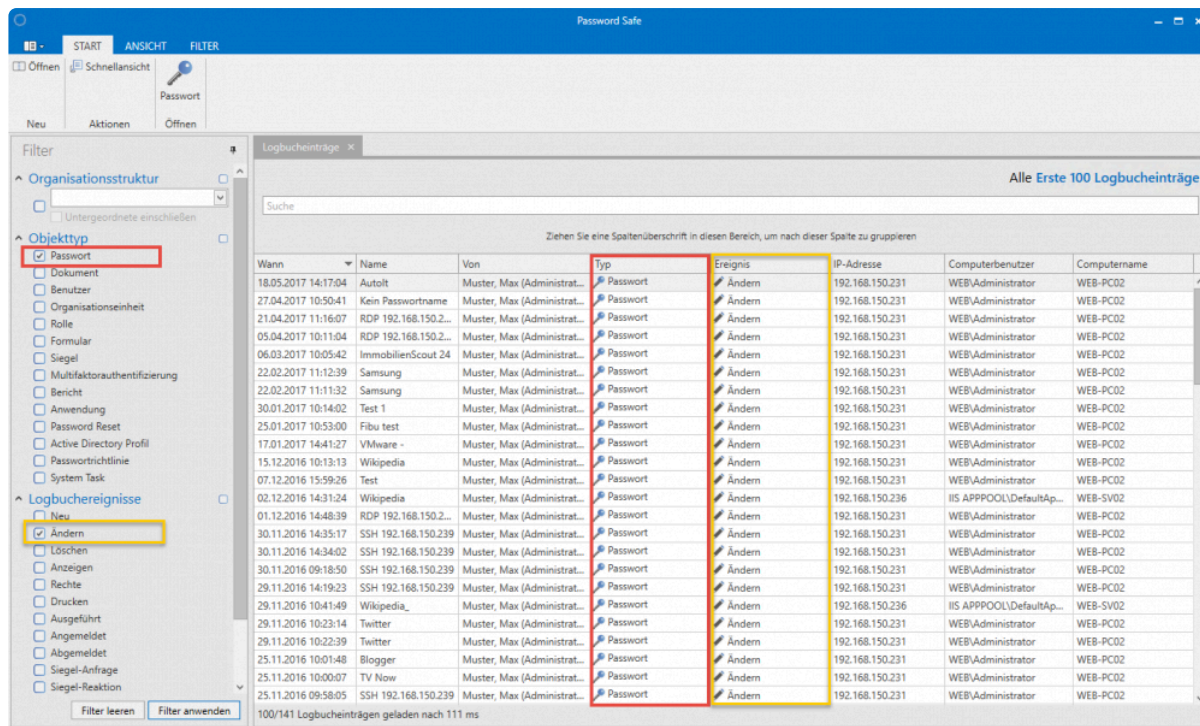 Password Safe
START ANSICHT FILTER
Öffnen Schnellansicht
Passwort
Neu Aktionen Öffnen
Filter
Organisationsstruktur
Untergeordnete einschließen
Objekttyp
Passwort
Dokument
Benutzer
Organisationseinheit
Rolle
Formular
Siegel
Multifaktorauthentifizierung
Bericht
Anwendung
Password Reset
Active Directory Profil
Passwortrichtlinie
System Task
Logbuchereignisse
Neu
Ändern
Löschen
Anzeigen
Rechte
Drucken
Ausgeführt
Angemeldet
Abgemeldet
Siegel-Anfrage
Siegel-Reaktion
Filter leeren Filter anwenden
Logbucheinträge
Alle Erste 100 Logbucheinträge
Suche
Ziehen Sie eine Spaltenüberschrift in diesen Bereich, um nach dieser Spalte zu gruppieren
Wann Name Von Typ Ereignis IP-Adresse Computerbenutzer Computername
18.05.2017 14:17:04 AutoIt Muster, Max (Administrat... Passwort Ändern 192.168.150.231 WEB\Administrator WEB-PC02
27.04.2017 10:50:41 Kein Passwortname Muster, Max (Administrat... Passwort Ändern 192.168.150.231 WEB\Administrator WEB-PC02
21.04.2017 11:16:07 RDP 192.168.150.2... Muster, Max (Administrat... Passwort Ändern 192.168.150.231 WEB\Administrator WEB-PC02
05.04.2017 10:11:04 RDP 192.168.150.2... Muster, Max (Administrat... Passwort Ändern 192.168.150.231 WEB\Administrator WEB-PC02
06.03.2017 10:05:42 ImmobilienScout 24 Muster, Max (Administrat... Passwort Ändern 192.168.150.231 WEB\Administrator WEB-PC02
22.02.2017 11:12:39 Samsung Muster, Max (Administrat... Passwort Ändern 192.168.150.231 WEB\Administrator WEB-PC02
22.02.2017 11:11:32 Samsung Muster, Max (Administrat... Passwort Ändern 192.168.150.231 WEB\Administrator WEB-PC02
30.01.2017 10:14:02 Test 1 Muster, Max (Administrat... Passwort Ändern 192.168.150.231 WEB\Administrator WEB-PC02
25.01.2017 10:53:00 Fibu test Muster, Max (Administrat... Passwort Ändern 192.168.150.231 WEB\Administrator WEB-PC02
17.01.2017 14:41:27 VMware - Muster, Max (Administrat... Passwort Ändern 192.168.150.231 WEB\Administrator WEB-PC02
15.12.2016 10:13:13 Wikipedia Muster, Max (Administrat... Passwort Ändern 192.168.150.231 WEB\Administrator WEB-PC02
07.12.2016 15:59:26 Test Muster, Max (Administrat... Passwort Ändern 192.168.150.231 WEB\Administrator WEB-PC02
02.12.2016 14:31:24 Wikipedia Muster, Max (Administrat... Passwort Ändern 192.168.150.236 IIS APPPOOL\DefaultAp... WEB-SV02
01.12.2016 14:48:39 RDP 192.168.150.2... Muster, Max (Administrat... Passwort Ändern 192.168.150.231 WEB\Administrator WEB-PC02
30.11.2016 14:35:17 SSH 192.168.150.239 Muster, Max (Administrat... Passwort Ändern 192.168.150.231 WEB\Administrator WEB-PC02
30.11.2016 14:34:02 SSH 192.168.150.239 Muster, Max (Administrat... Passwort Ändern 192.168.150.231 WEB\Administrator WEB-PC02
30.11.2016 09:18:50 SSH 192.168.150.239 Muster, Max (Administrat... Passwort Ändern 192.168.150.231 WEB\Administrator WEB-PC02
29.11.2016 14:19:23 SSH 192.168.150.239 Muster, Max (Administrat... Passwort Ändern 192.168.150.231 WEB\Administrator WEB-PC02
29.11.2016 10:41:49 Wikipedia_ Muster, Max (Administrat... Passwort Ändern 192.168.150.236 IIS APPPOOL\DefaultAp... WEB-SV02
29.11.2016 10:23:14 Twitter Muster, Max (Administrat... Passwort Ändern 192.168.150.231 WEB\Administrator WEB-PC02
29.11.2016 10:22:39 Twitter Muster, Max (Administrat... Passwort Ändern 192.168.150.231 WEB\Administrator WEB-PC02
25.11.2016 10:01:48 Blogger Muster, Max (Administrat... Passwort Ändern 192.168.150.231 WEB\Administrator WEB-PC02
25.11.2016 10:00:07 TV Now Muster, Max (Administrat... Passwort Ändern 192.168.150.231 WEB\Administrator WEB-PC02
25.11.2016 09:58:05 SSH 192.168.150.239 Muster, Max (Administrat... Passwort Ändern 192.168.150.231 WEB\Administrator WEB-PC02
100/141 Logbucheinträgen geladen nach 111 ms